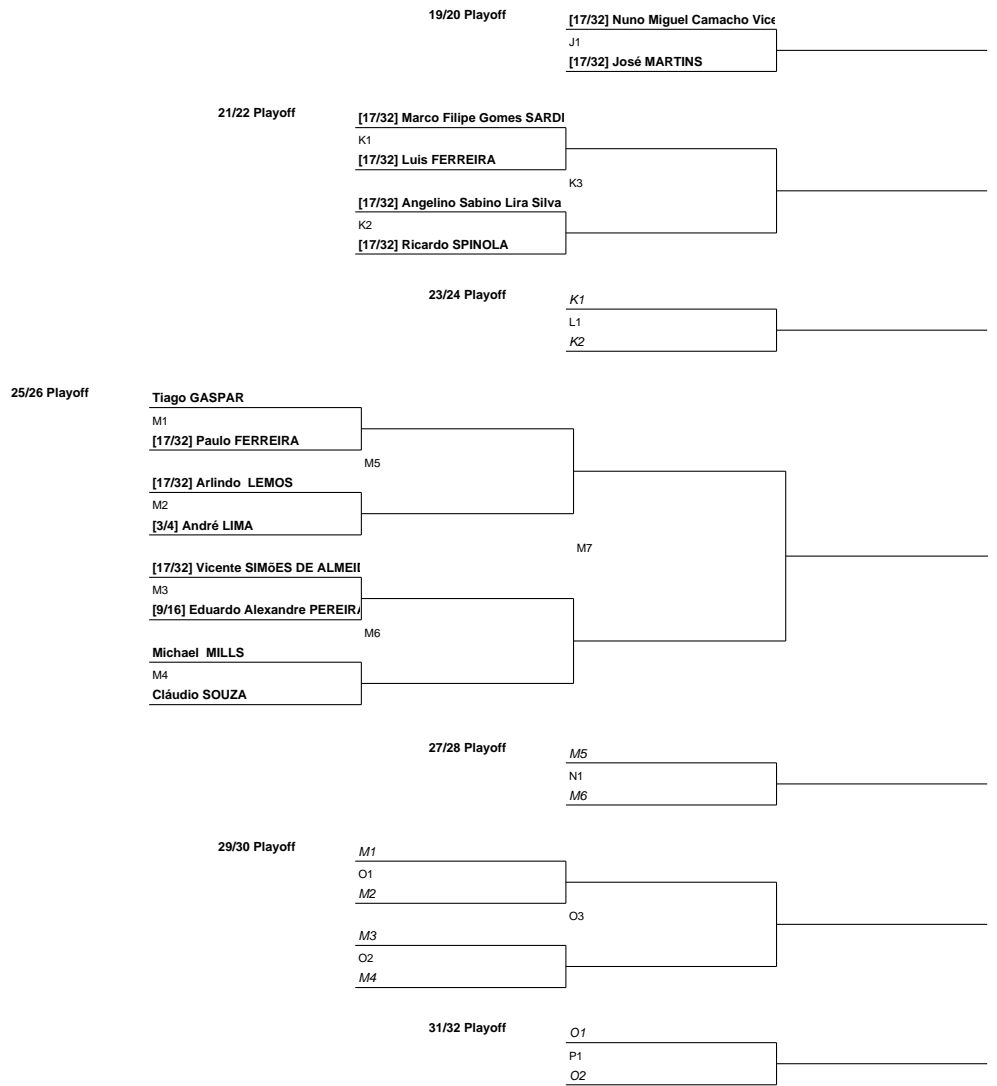 19/20 Playoff
[17/32] Nuno Miguel Camacho Vice
J1
[17/32] José MARTINS
21/22 Playoff
[17/32] Marco Filipe Gomes SARDI
K1
[17/32] Luis FERREIRA
K3
[17/32] Angelino Sabino Lira Silva
K2
[17/32] Ricardo SPINOLA
23/24 Playoff
K1
L1
K2
25/26 Playoff
Tiago GASPAR
M1
[17/32] Paulo FERREIRA
M5
[17/32] Arlindo LEMOS
M2
[3/4] André LIMA
M7
[17/32] Vicente SIMõES DE ALMEI
M3
[9/16] Eduardo Alexandre PEREIRA
M6
Michael MILLS
M4
Cláudio SOUZA
27/28 Playoff
M5
N1
M6
29/30 Playoff
M1
O1
M2
O3
M3
O2
M4
31/32 Playoff
O1
P1
O2